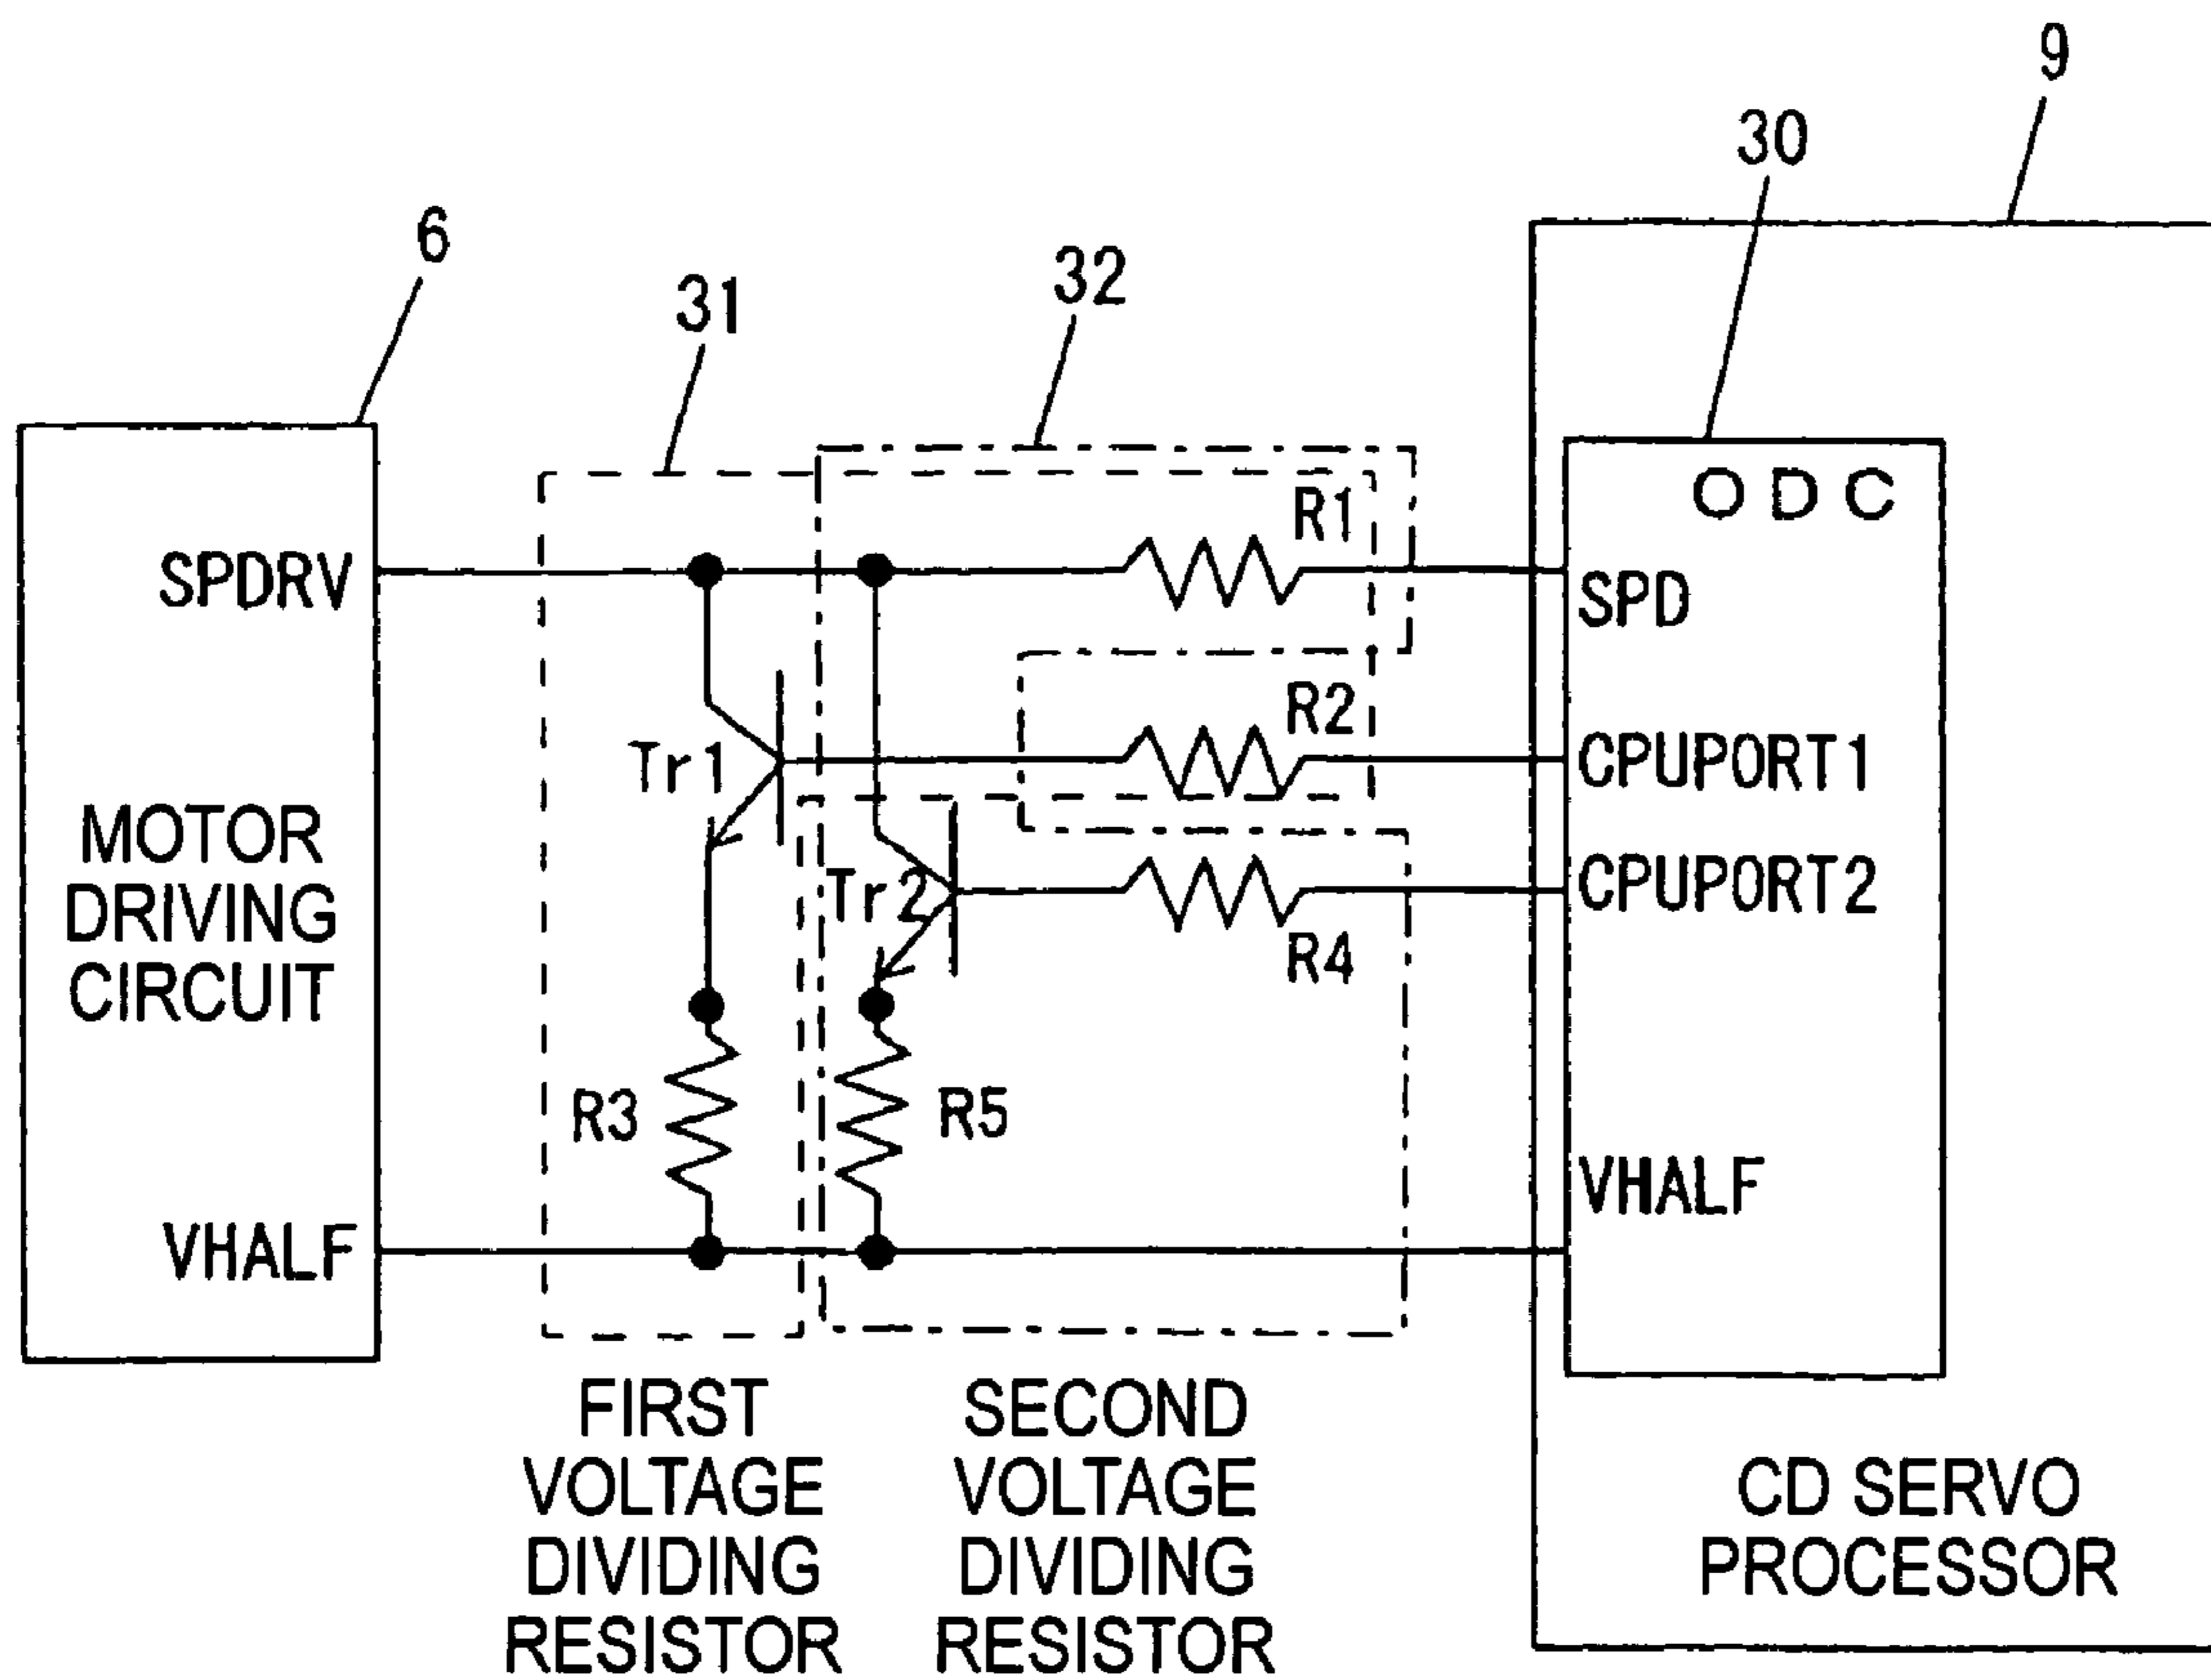 9
30
6
32
31
O D C
R1
SPDRV
SPD
R2
Tr1
CPUPORT1
MOTOR
DRIVING
CIRCUIT
Tr2
CPUPORT2
R4
R3
R5
VHALF
VHALF
FIRST
VOLTAGE
DIVIDING
RESISTOR
SECOND
VOLTAGE
DIVIDING
RESISTOR
CD SERVO
PROCESSOR